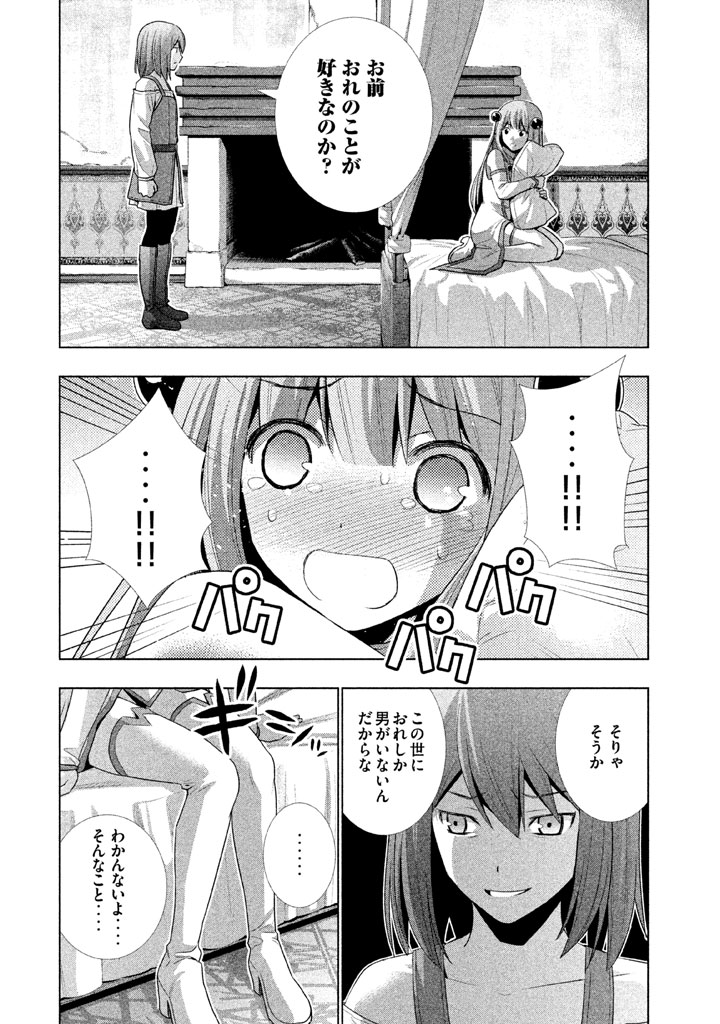 お前
おれのことが
好きなのか？
・・・・!!
・・・・!!
パク
パク
パク
そりゃ
そうか
この世に
おれしか
男がいないん
だからな
ギシ
・・・・・
わかんないよ・・・・
そんなこと・・・・